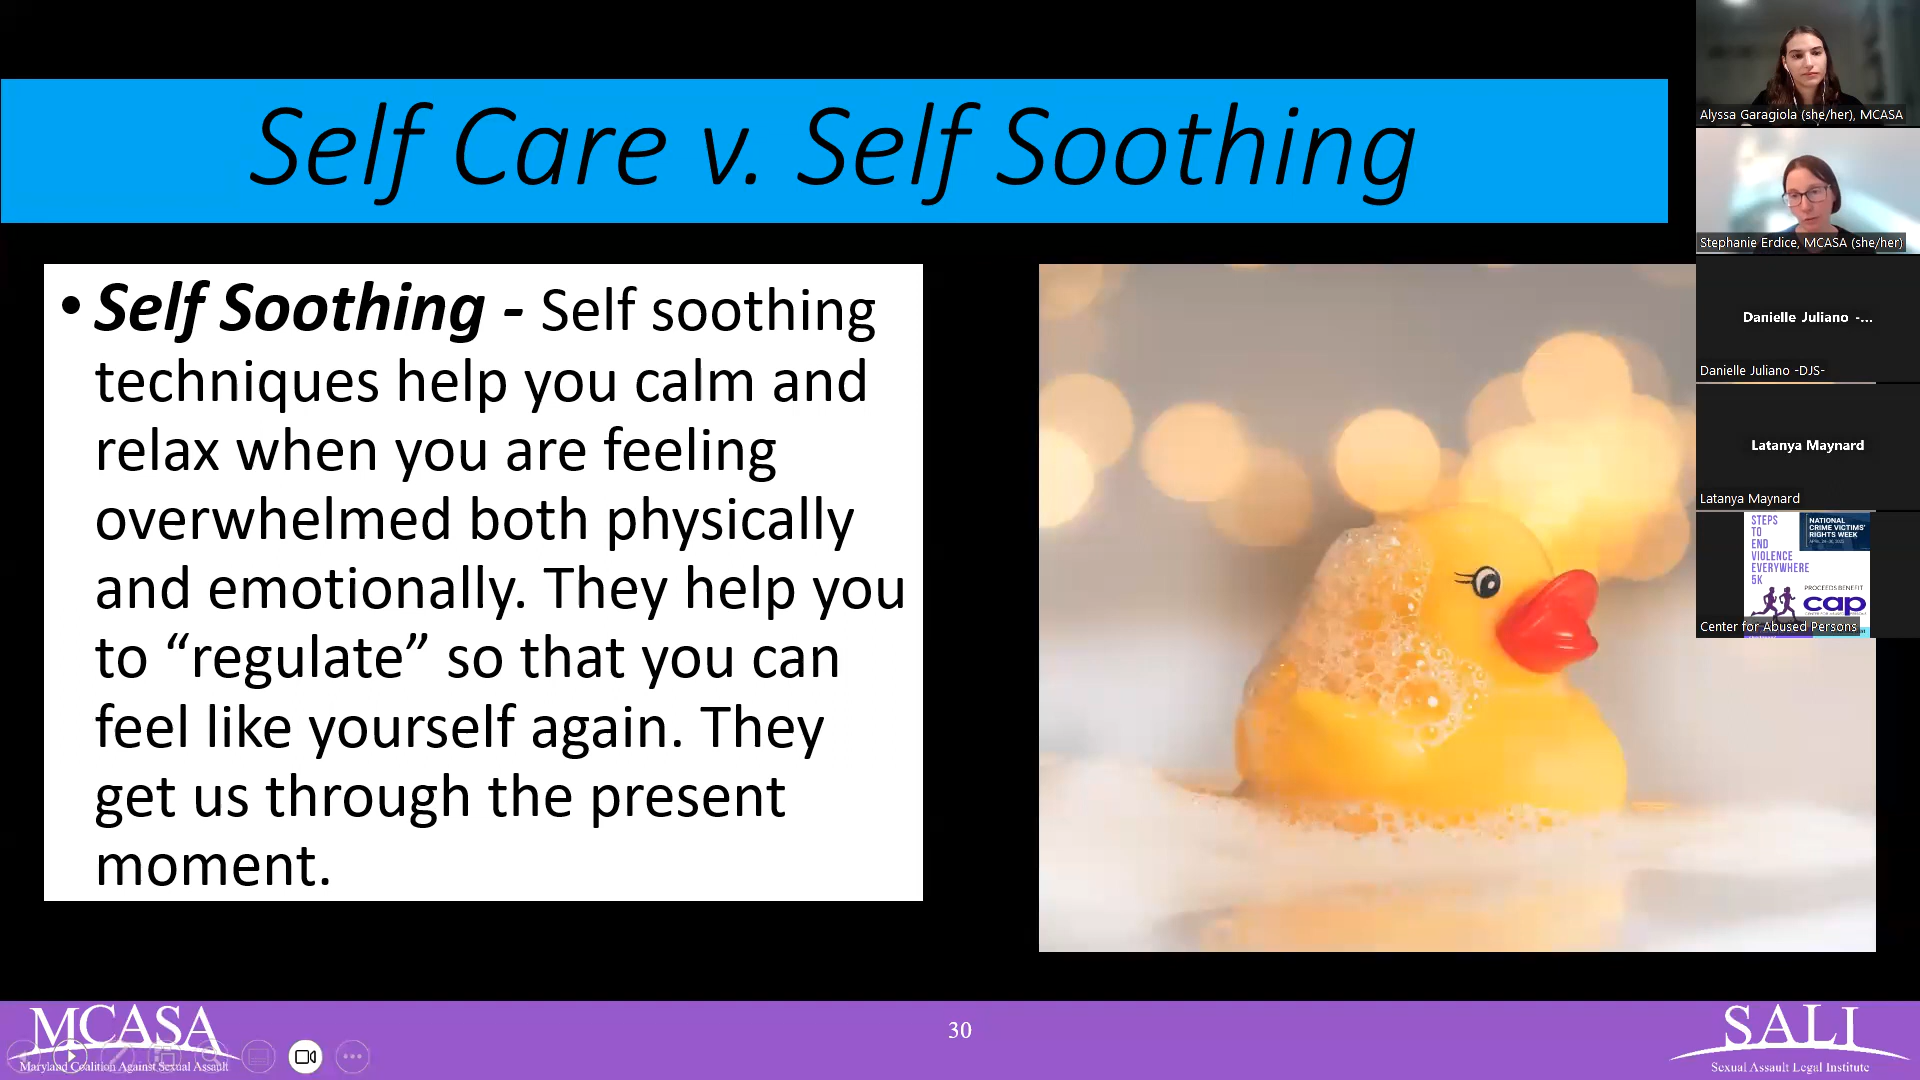 Self Care v. Self Soothing
• Self Soothing - Self soothing
techniques help you calm and
relax when you are feeling
overwhelmed both physically
and emotionally. They help you
to “regulate” so that you can
feel like yourself again. They
get us through the present
moment.
Alyssa Garagiola (she/her), MCASA
Stephanie Erdice, MCASA (she/her)
Danielle Juliano -...
Danielle Juliano -DJS-
Latanya Maynard
Latanya Maynard
STEPS
TO
END
VIOLENCE
EVERYWHERE
5K
NATIONAL
CRIME VICTIMS'
RIGHTS WEEK
PROCEEDS BENEFIT
cap
Center for Abused Persons
MCASA
Maryland Coalition Against Sexual Assault
30
SALI
Sexual Assault Legal Institute